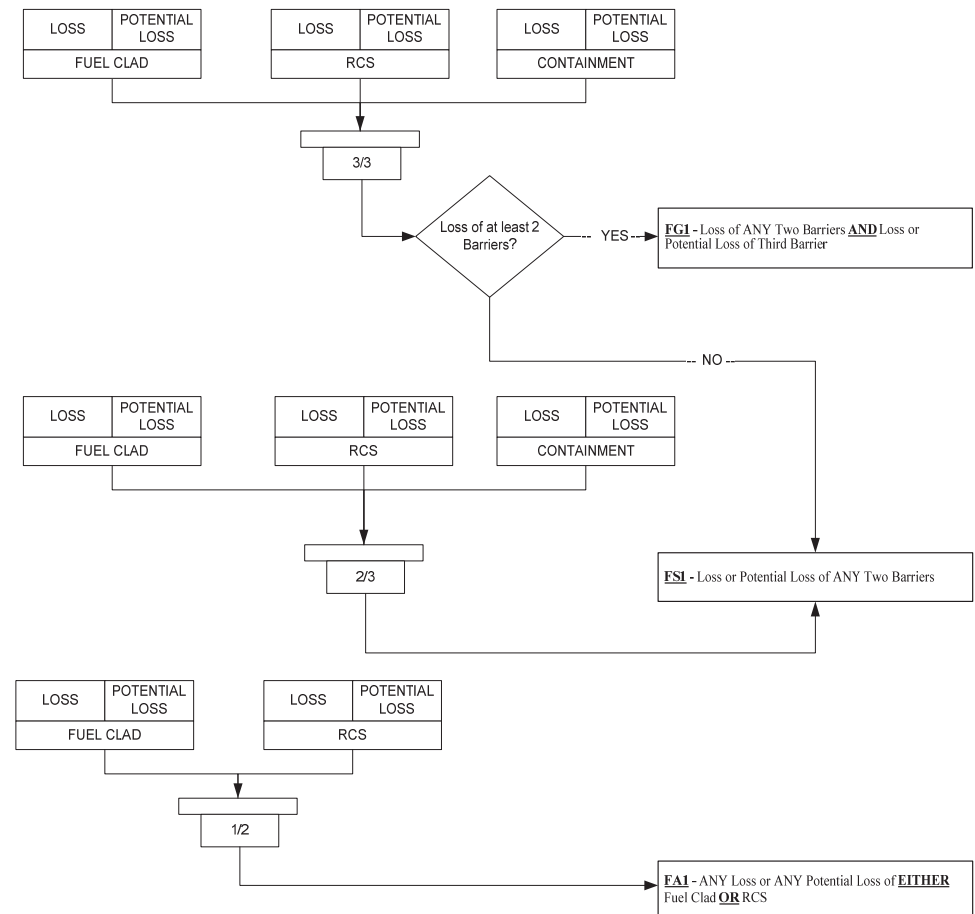 LOSS
POTENTIAL
LOSS
FUEL CLAD
LOSS
POTENTIAL
LOSS
RCS
LOSS
POTENTIAL
LOSS
CONTAINMENT
3/3
Loss of at least 2
Barriers?
-- YES --
FG1 - Loss of ANY Two Barriers AND Loss or
Potential Loss of Third Barrier
-- NO --
LOSS
POTENTIAL
LOSS
FUEL CLAD
LOSS
POTENTIAL
LOSS
RCS
LOSS
POTENTIAL
LOSS
CONTAINMENT
2/3
FS1 - Loss or Potential Loss of ANY Two Barriers
LOSS
POTENTIAL
LOSS
FUEL CLAD
LOSS
POTENTIAL
LOSS
RCS
1/2
FA1 - ANY Loss or ANY Potential Loss of EITHER
Fuel Clad OR RCS